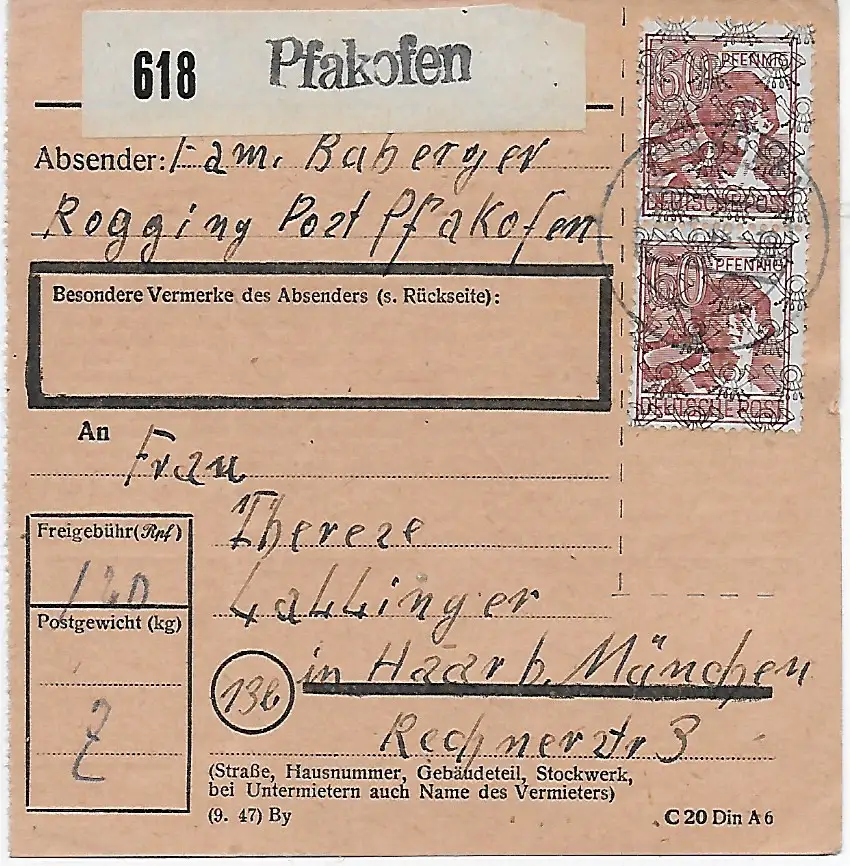 618 Pfakofen
60 PFENNIG
DEUTSCHE POST
60 PFENNIG
DEUTSCHE POST
Absender: Fam. Baberger
Rogging Post Pfakofen
Besondere Vermerke des Absenders (s. Rückseite):
An Frau
Freigebühr (Rpf)
120
Therese
Lallinger
Postgewicht (kg)
in Haar b. München
13b
Rechnerstr 3
(Straße, Hausnummer, Gebäudeteil, Stockwerk,
bei Untermietern auch Name des Vermieters)
(9. 47) By
C 20 Din A 6